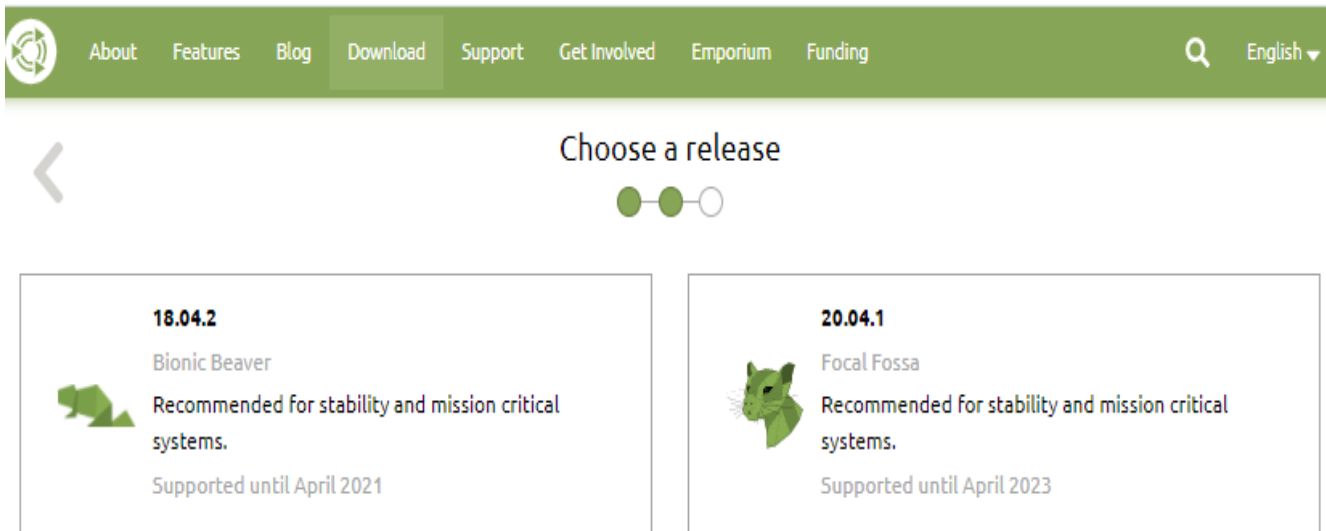 About Features Blog Download Support Get Involved Emporium Funding English
Choose a release
18.04.2
Bionic Beaver
Recommended for stability and mission critical
systems.
Supported until April 2021
20.04.1
Focal Fossa
Recommended for stability and mission critical
systems.
Supported until April 2023